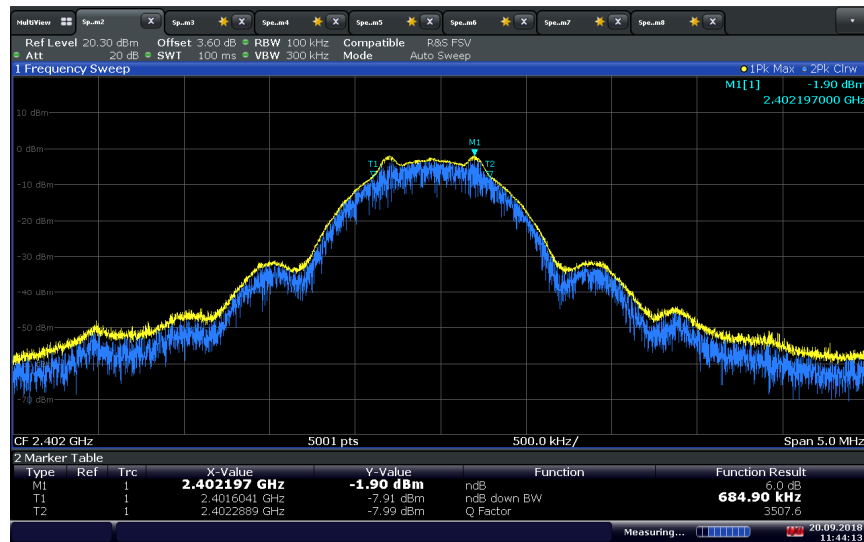 MultiView Sp..m2 X Sp..m3 X Spe..m4 X Spe..m5 X Spe..m6 X Spe..m7 X Spe..m8 X
Ref Level 20.30 dBm Offset 3.60 dB RBW 100 kHz Compatible R&S FSV
Att 20 dB SWT 100 ms VBW 300 kHz Mode Auto Sweep
1 Frequency Sweep 1Pk Max 2Pk Clrw
M1[1] -1.90 dBm
2.402197000 GHz
10 dBm
M1
0 dBm
T1 T2
-10 dBm
-20 dBm
-30 dBm
-40 dBm
-50 dBm
-70 dBm
CF 2.402 GHz 5001 pts 500.0 kHz/ Span 5.0 MHz
2 Marker Table
Type Ref Trc X-Value Y-Value Function Function Result
M1 1 2.402197 GHz -1.90 dBm ndB 6.0 dB
T1 1 2.4016041 GHz -7.91 dBm ndB down BW 684.90 kHz
T2 1 2.4022889 GHz -7.99 dBm Q Factor 3507.6
Measuring... 20.09.2018
11:44:13